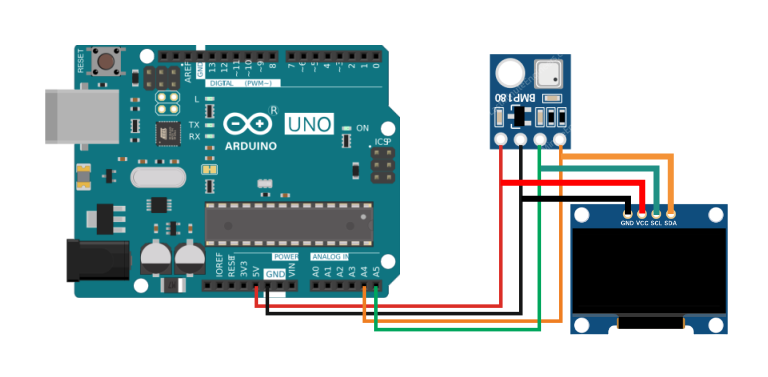 RESET
AREF
GND
13
12
~11
~10
~9
8
7
~6
~5
4
~3
2
1
0
DIGITAL (PWM~)
L
TX
RX
R
UNO
ARDUINO
ON
ICSP
BMP180
GND VCC SCL SDA
POWER
ANALOG IN
IOREF
RESET
3V3
5V
GND
VIN
A0
A1
A2
A3
A4
A5